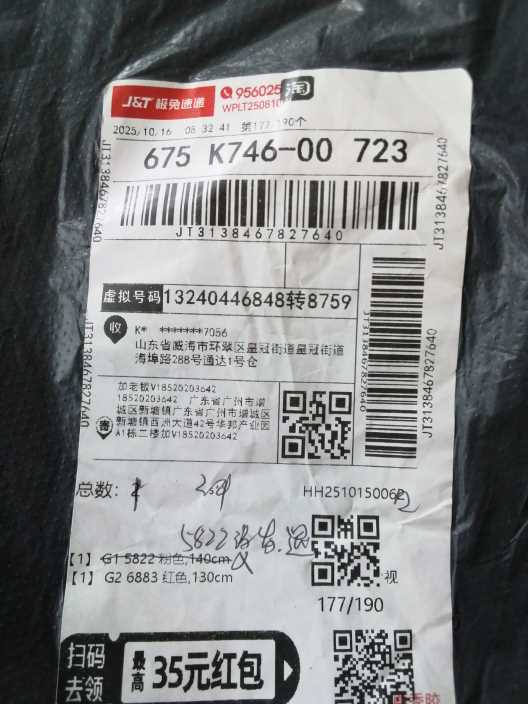 J&T 极兔速递
956025 淘
WPLT250810
2025.10.16 08:32:41 第177/190个
675 K746-00 723
JT3138467827640
JT3138467827640
JT3138467827640
虚拟号码 13240446848转8759
收 K* *******7056
山东省威海市环翠区皇冠街道皇冠街道
海埠路288号通达1号仓
JT3138467827640
JT3138467827640
JT3138467827640
寄
加老板V18520203642
18520203642 广东省广州市增
城区新塘镇广东省广州市增城区
新塘镇西洲大道42号华邦产业园
A1栋二楼加V18520203642
总数:
HH251015006
5822
【1】 G1 5822 粉色,140cm
【1】 G2 6883 红色,130cm
视
177/190
扫码
去领
最高
35元红包